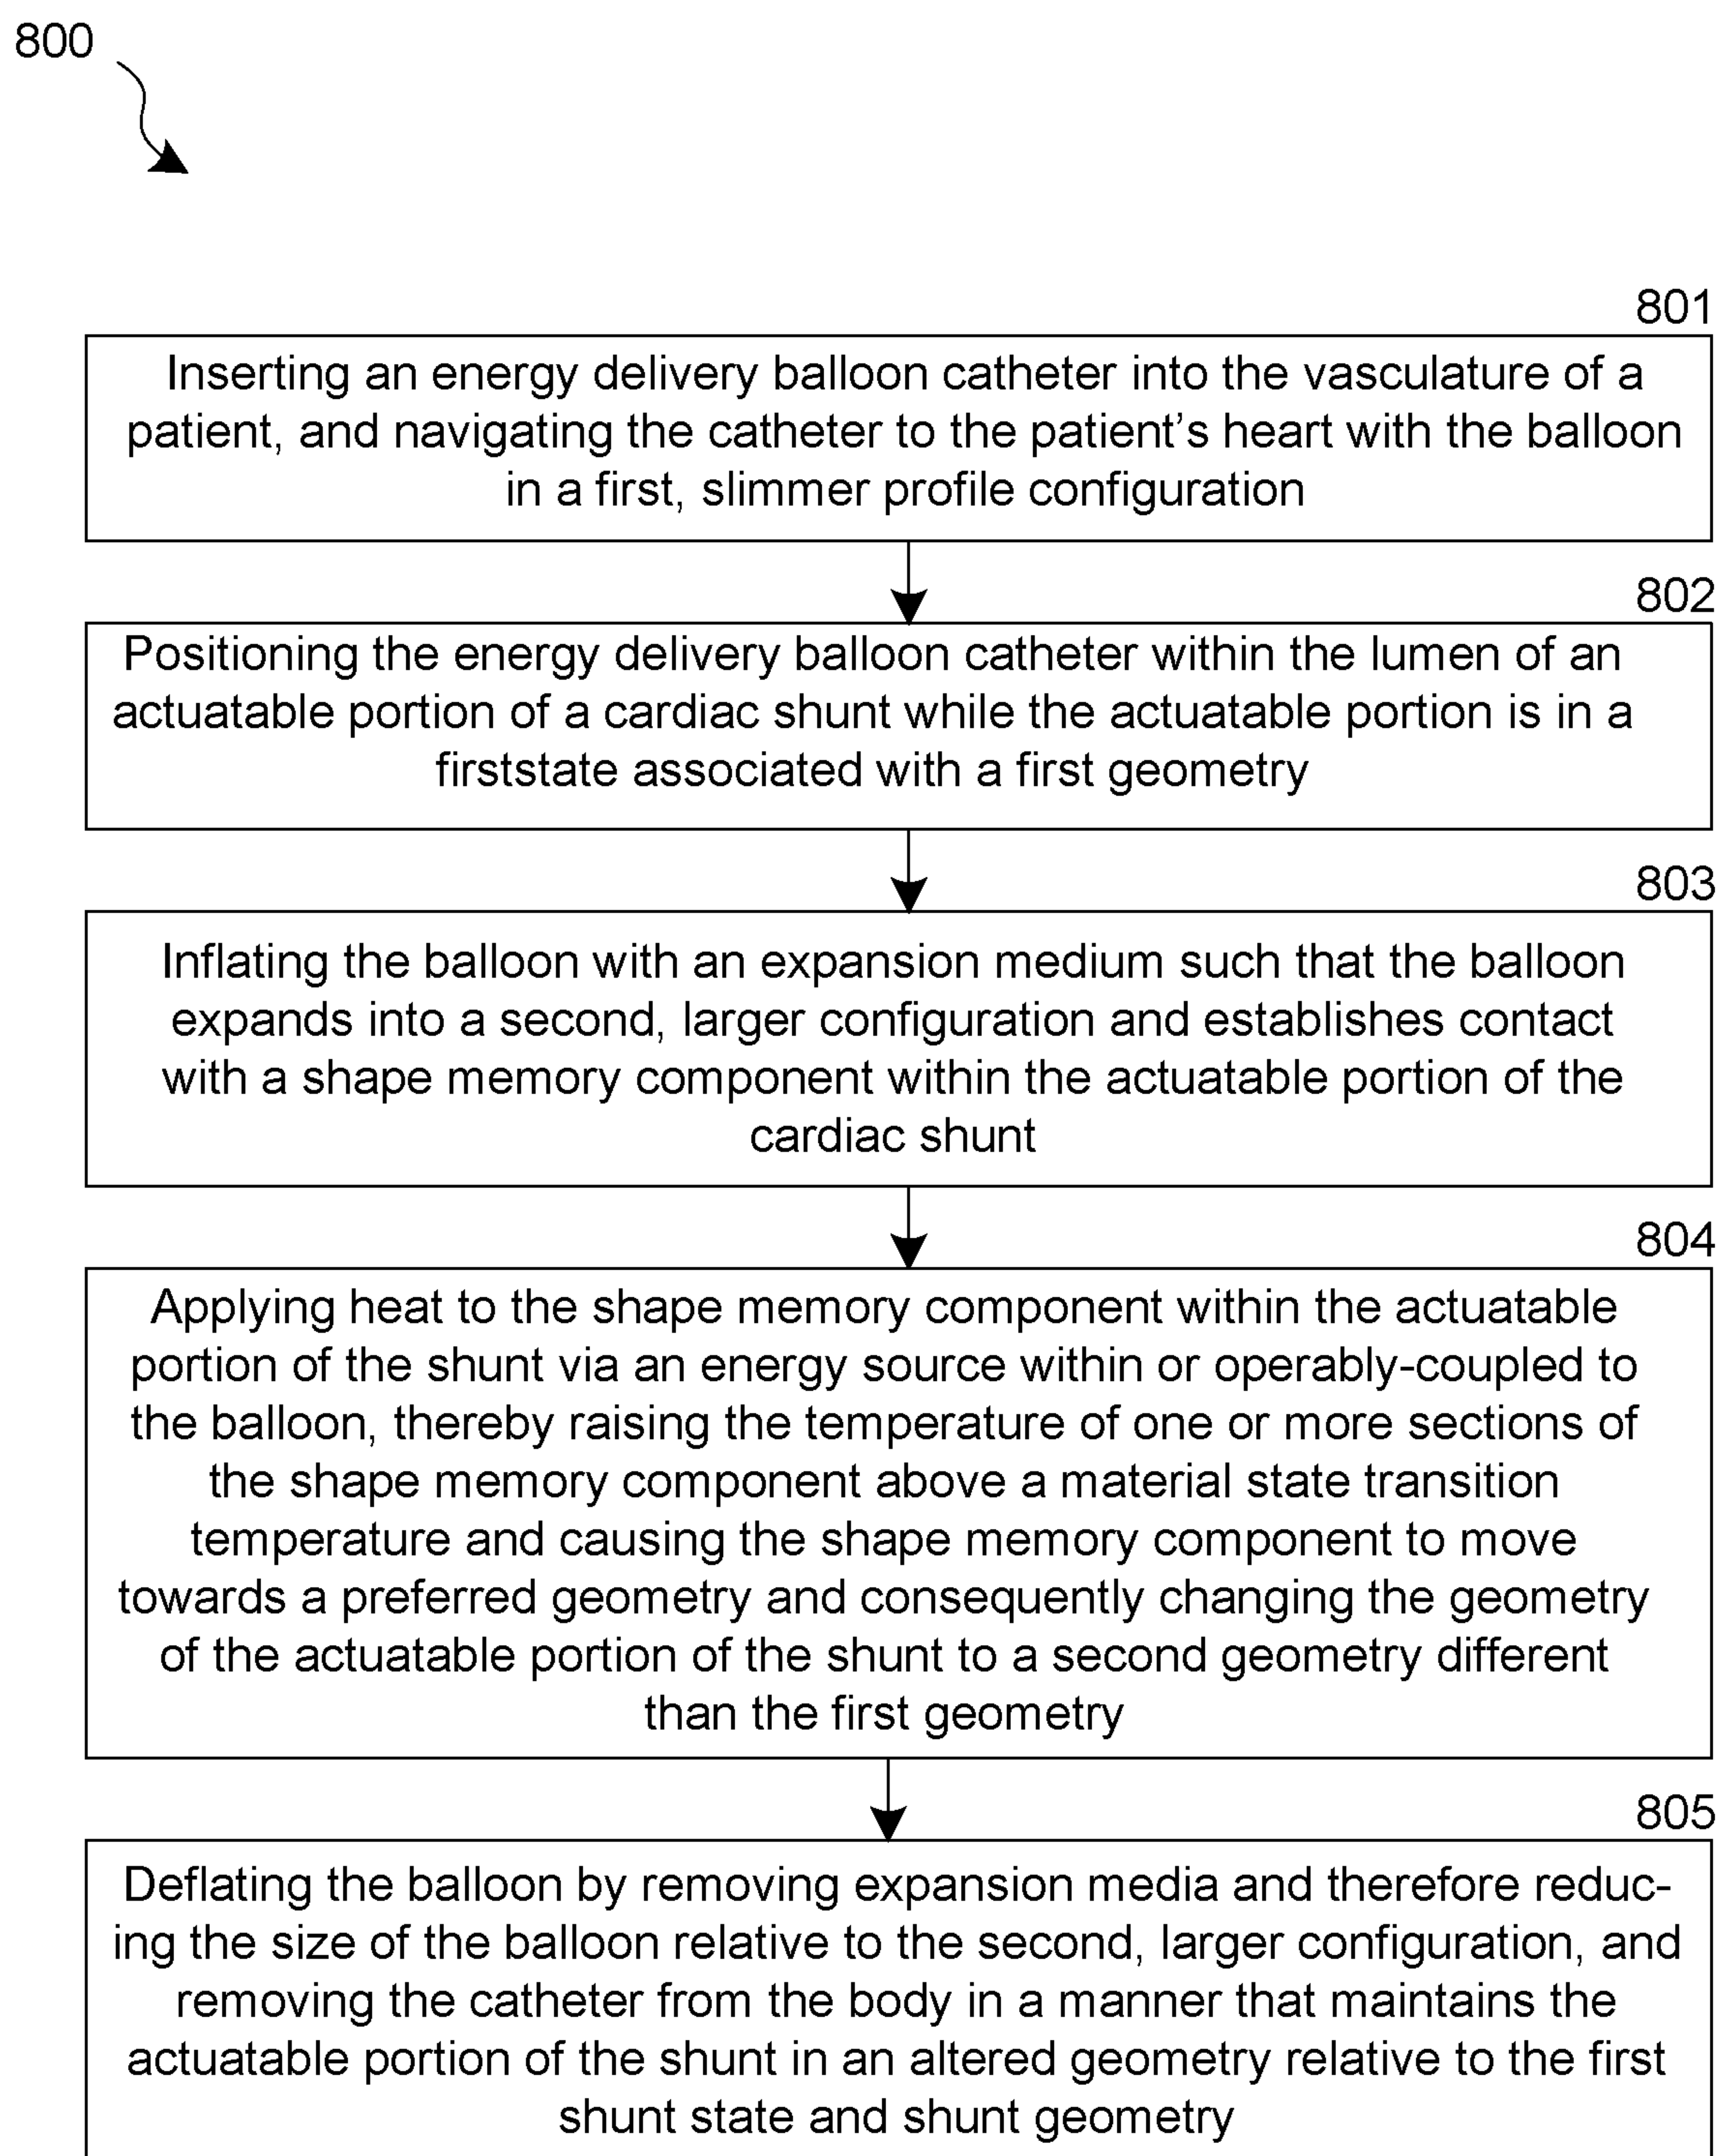 800
801
Inserting an energy delivery balloon catheter into the vasculature of a
patient, and navigating the catheter to the patient’s heart with the balloon
in a first, slimmer profile configuration
802
Positioning the energy delivery balloon catheter within the lumen of an
actuatable portion of a cardiac shunt while the actuatable portion is in a
firststate associated with a first geometry
803
Inflating the balloon with an expansion medium such that the balloon
expands into a second, larger configuration and establishes contact
with a shape memory component within the actuatable portion of the
cardiac shunt
804
Applying heat to the shape memory component within the actuatable
portion of the shunt via an energy source within or operably-coupled to
the balloon, thereby raising the temperature of one or more sections of
the shape memory component above a material state transition
temperature and causing the shape memory component to move
towards a preferred geometry and consequently changing the geometry
of the actuatable portion of the shunt to a second geometry different
than the first geometry
805
Deflating the balloon by removing expansion media and therefore reduc-
ing the size of the balloon relative to the second, larger configuration, and
removing the catheter from the body in a manner that maintains the
actuatable portion of the shunt in an altered geometry relative to the first
shunt state and shunt geometry